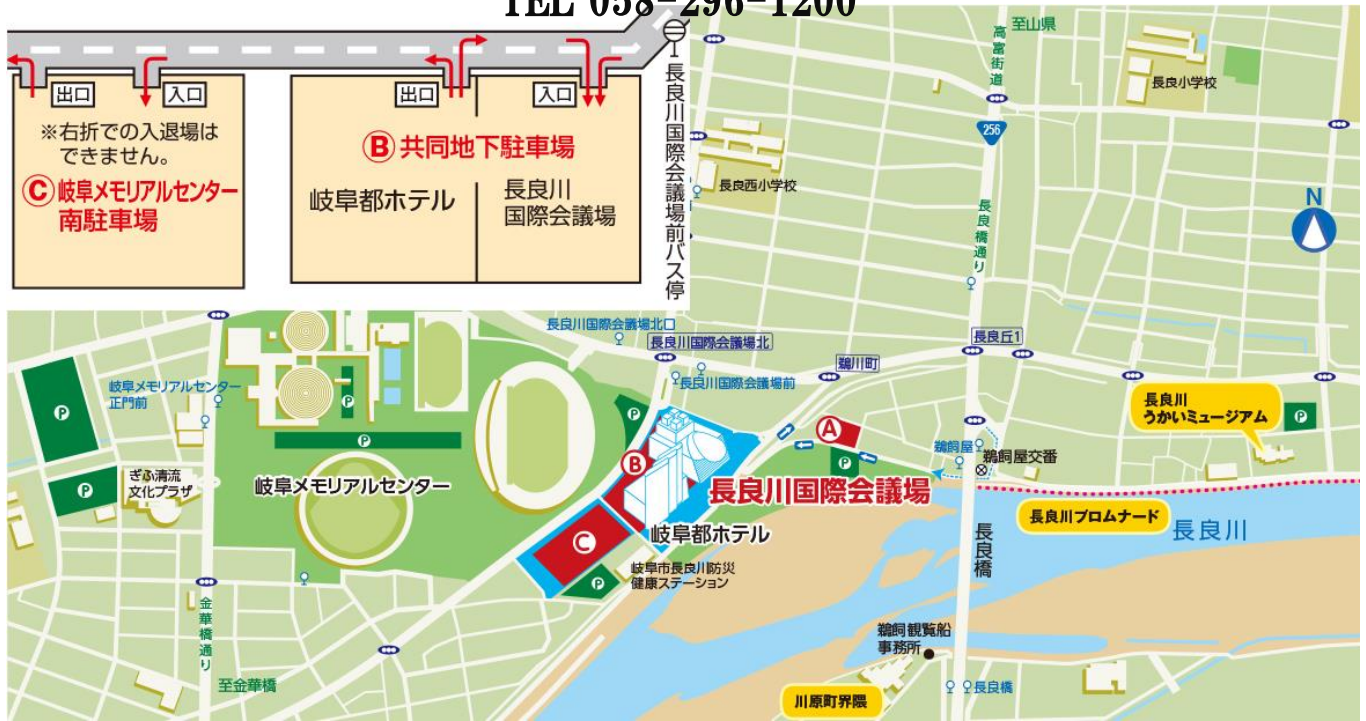 TEL 058-296-1200
出口
入口
出口
入口
※右折での入退場は
できません。
C 岐阜メモリアルセンター
南駐車場
B 共同地下駐車場
岐阜都ホテル
長良川
国際会議場
長良川国際会議場前バス停
至山県
高富街道
256
長良小学校
長良西小学校
長良橋通り
N
長良川国際会議場北口
長良川国際会議場北
長良川国際会議場前
鵜川町
長良丘1
岐阜メモリアルセンター
正門前
P
P
P
P
P
ぎふ清流
文化プラザ
P
岐阜メモリアルセンター
A
B
C
P
P
長良川
うかいミュージアム
鵜飼屋
鵜飼屋交番
長良川国際会議場
岐阜都ホテル
岐阜市長良川防災
健康ステーション
長良川プロムナード
長良川
長良橋
金華橋通り
至金華橋
鵜飼観覧船
事務所
川原町界隈
長良橋